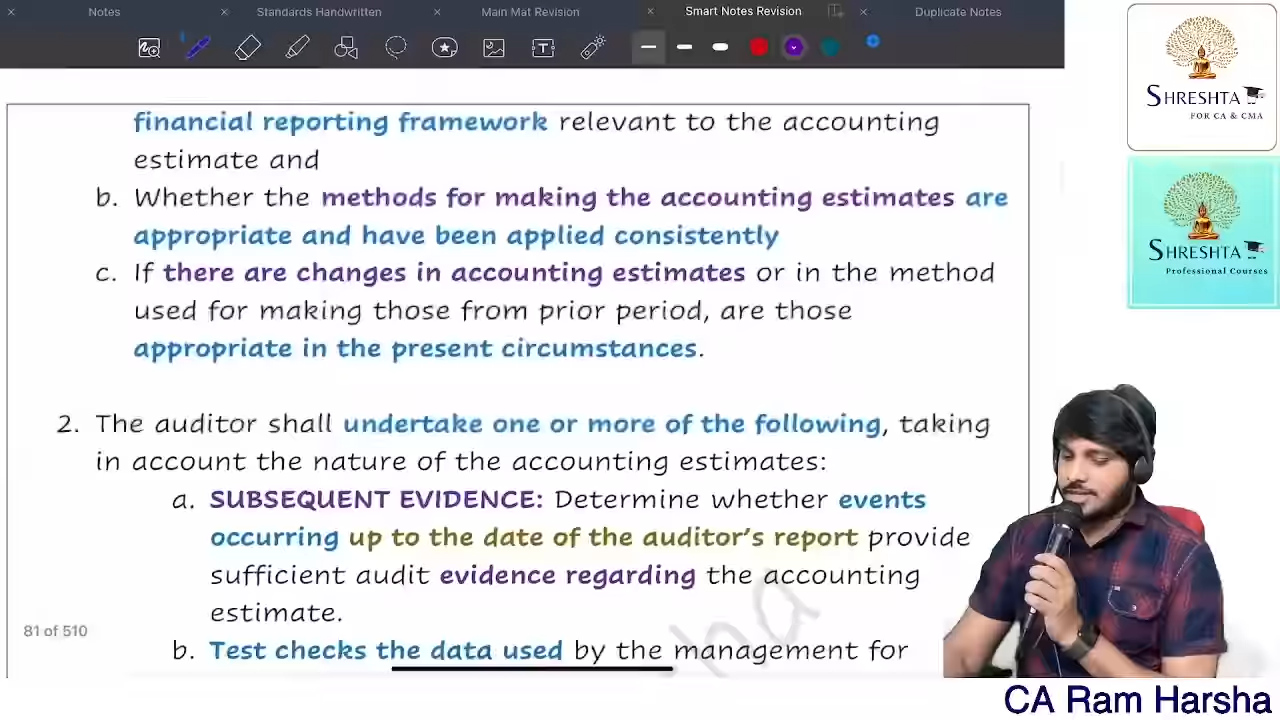 Notes
Standards Handwritten
Main Mat Revision
Smart Notes Revision
Duplicate Notes
financial reporting framework relevant to the accounting
estimate and
b. Whether the methods for making the accounting estimates are
appropriate and have been applied consistently
c. If there are changes in accounting estimates or in the method
used for making those from prior period, are those
appropriate in the present circumstances.
2. The auditor shall undertake one or more of the following, taking
in account the nature of the accounting estimates:
a. SUBSEQUENT EVIDENCE: Determine whether events
occurring up to the date of the auditor's report provide
sufficient audit evidence regarding the accounting
estimate.
b. Test checks the data used by the management for
81 of 510
SHRESHTA
FOR CA & CMA
SHRESHTA
Professional Courses
CA Ram Harsha